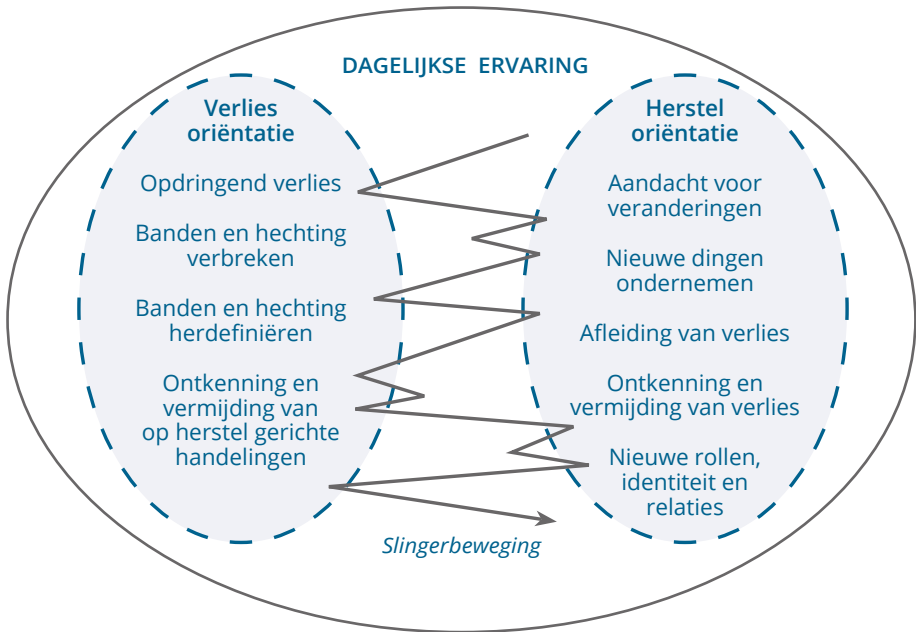 DAGELIJKSE ERVARING
Verlies
oriëntatie
Opdringend verlies
Banden en hechting
verbreken
Banden en hechting
herdefiniëren
Ontkenning en
vermijding van
op herstel gerichte
handelingen
Herstel
oriëntatie
Aandacht voor
veranderingen
Nieuwe dingen
ondernemen
Afleiding van verlies
Ontkenning en
vermijding van verlies
Nieuwe rollen,
identiteit en
relaties
Slingerbeweging